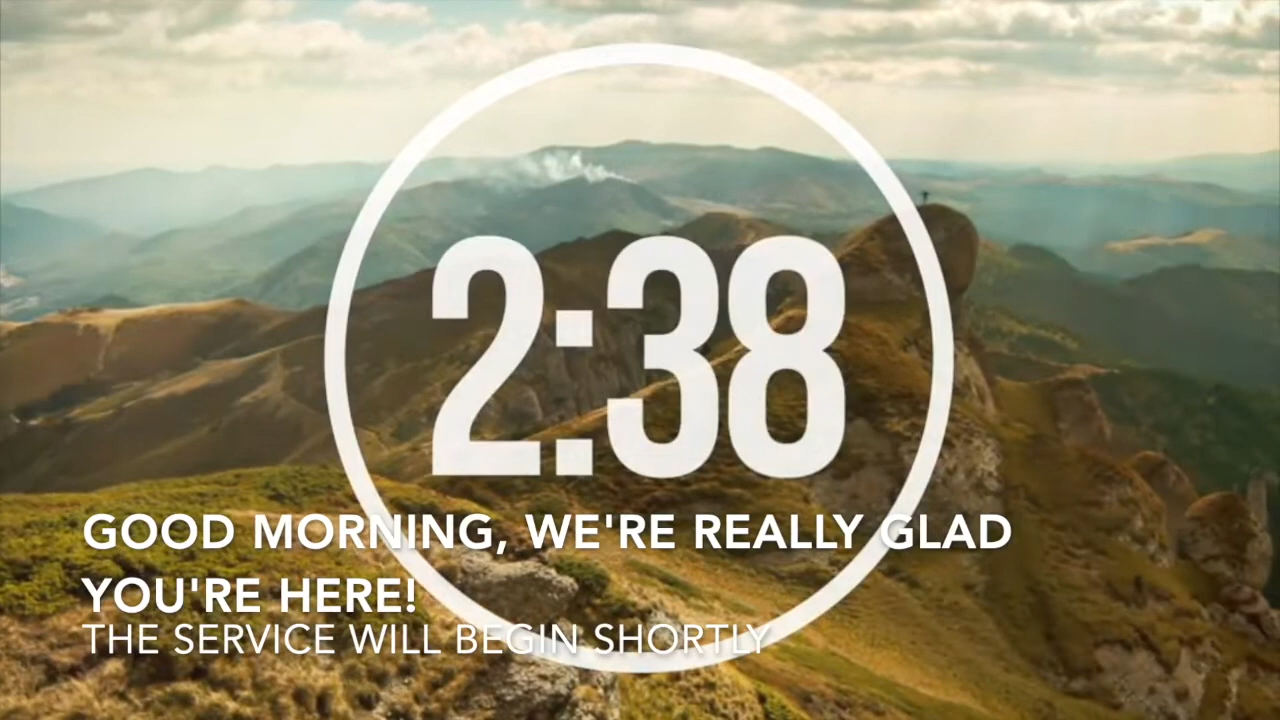 2:38
GOOD MORNING, WE'RE REALLY GLAD
YOU'RE HERE!
THE SERVICE WILL BEGIN SHORTLY